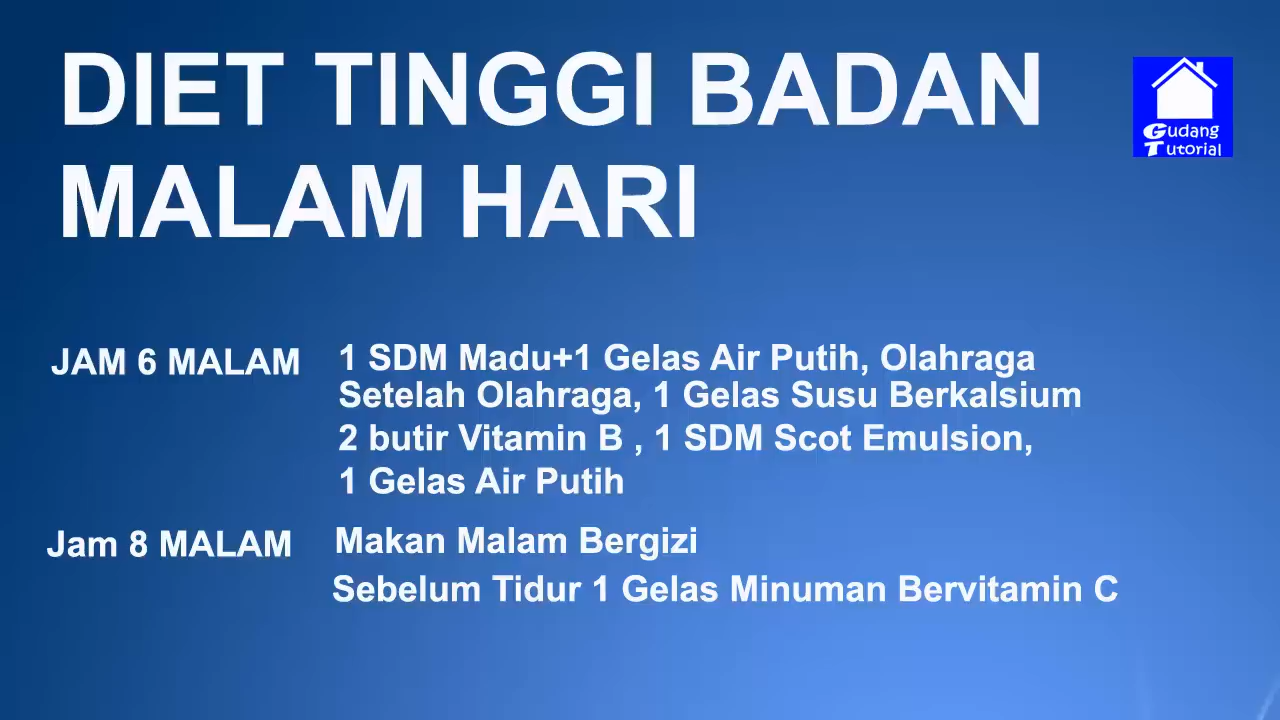 DIET TINGGI BADAN
MALAM HARI
Gudang
Tutorial
JAM 6 MALAM
1 SDM Madu+1 Gelas Air Putih, Olahraga
Setelah Olahraga, 1 Gelas Susu Berkalsium
2 butir Vitamin B , 1 SDM Scot Emulsion,
1 Gelas Air Putih
Jam 8 MALAM
Makan Malam Bergizi
Sebelum Tidur 1 Gelas Minuman Bervitamin C